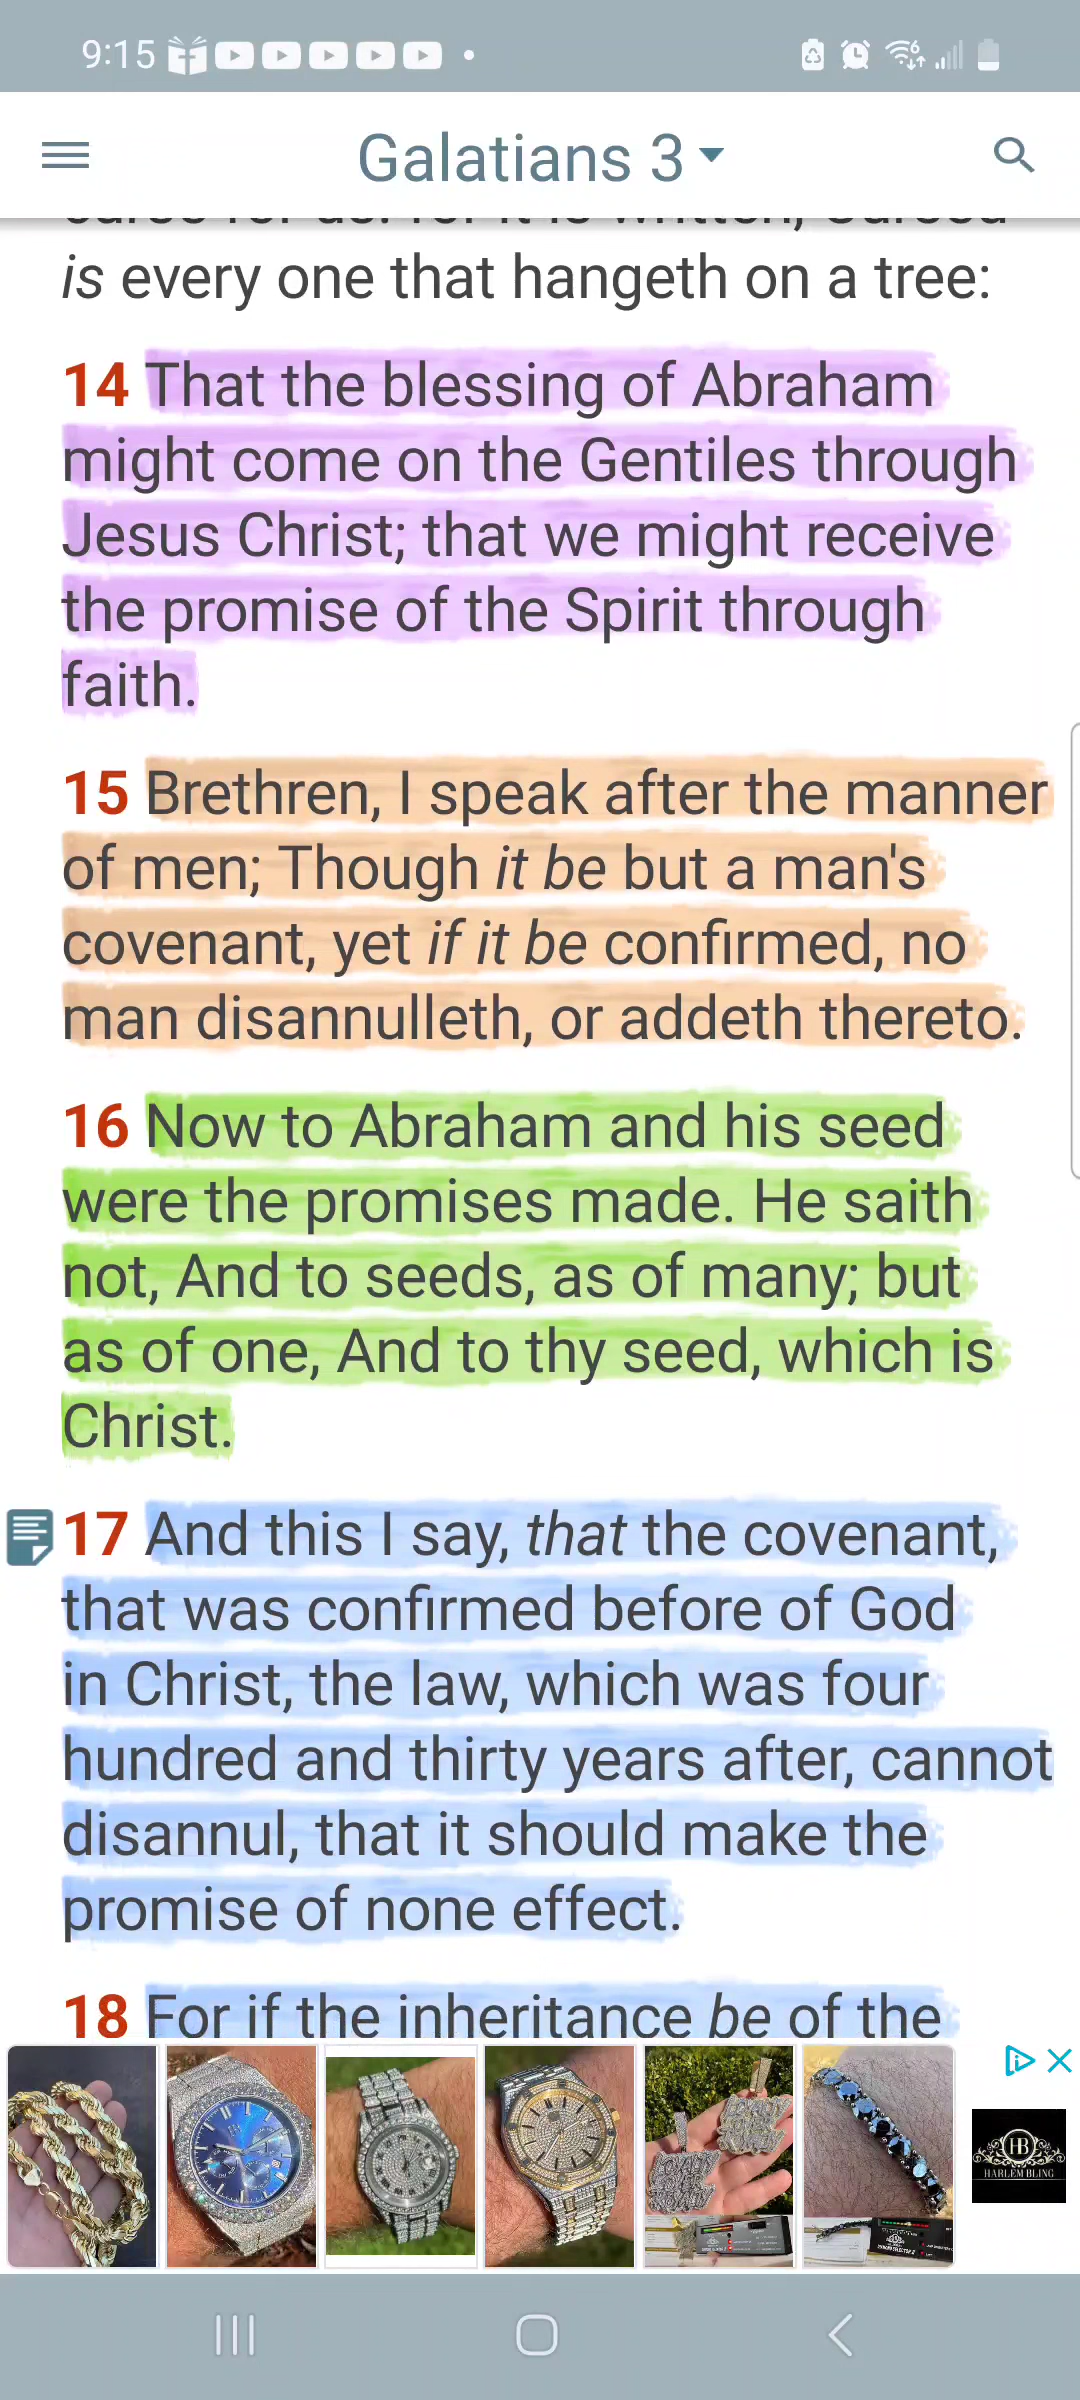 9:15
Galatians 3
is every one that hangeth on a tree:
14 That the blessing of Abraham
might come on the Gentiles through
Jesus Christ; that we might receive
the promise of the Spirit through
faith.
15 Brethren, I speak after the manner
of men; Though it be but a man's
covenant, yet if it be confirmed, no
man disannulleth, or addeth thereto.
16 Now to Abraham and his seed
were the promises made. He saith
not, And to seeds, as of many; but
as of one, And to thy seed, which is
Christ.
17 And this I say, that the covenant,
that was confirmed before of God
in Christ, the law, which was four
hundred and thirty years after, cannot
disannul, that it should make the
promise of none effect.
18 For if the inheritance be of the
HB
HARLEM BLING